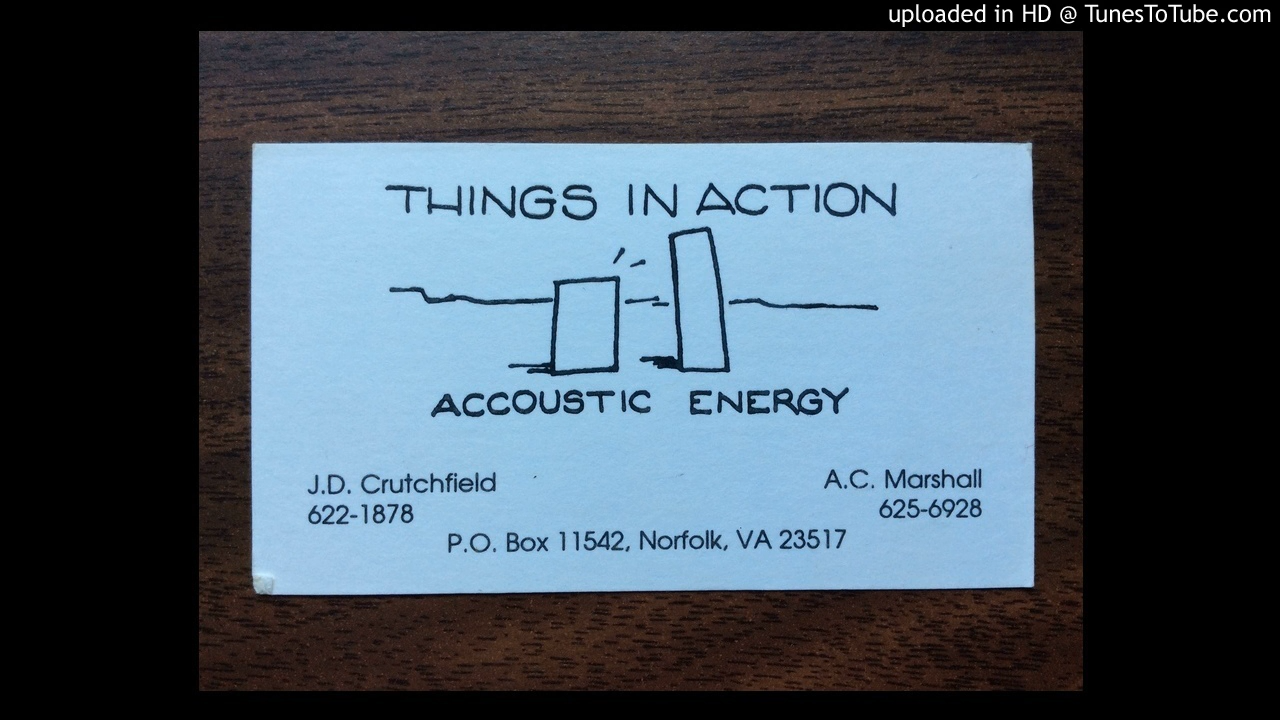 uploaded in HD @ TunesToTube.com
THINGS IN ACTION
ACCOUSTIC ENERGY
J.D. Crutchfield
622-1878
A.C. Marshall
625-6928
P.O. Box 11542, Norfolk, VA 23517